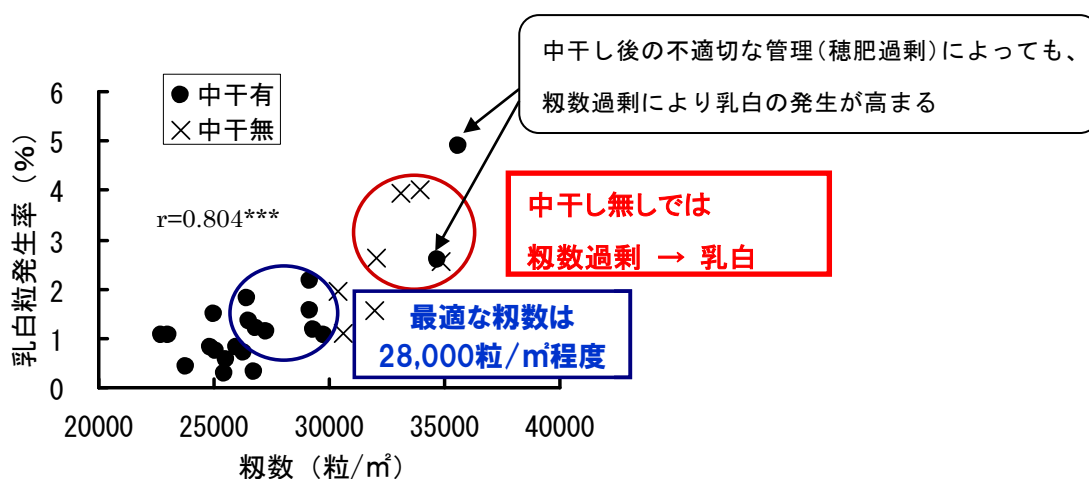 中干し後の不適切な管理(穂肥過剰)によっても、
籾数過剰により乳白の発生が高まる
● 中干有
× 中干無
乳白粒発生率 (%)
6
5
4
3
2
1
0
r=0.804***
中干し無しでは
籾数過剰 → 乳白
最適な籾数は
28,000粒/㎡程度
20000 25000 30000 35000 40000
籾数 (粒/㎡)